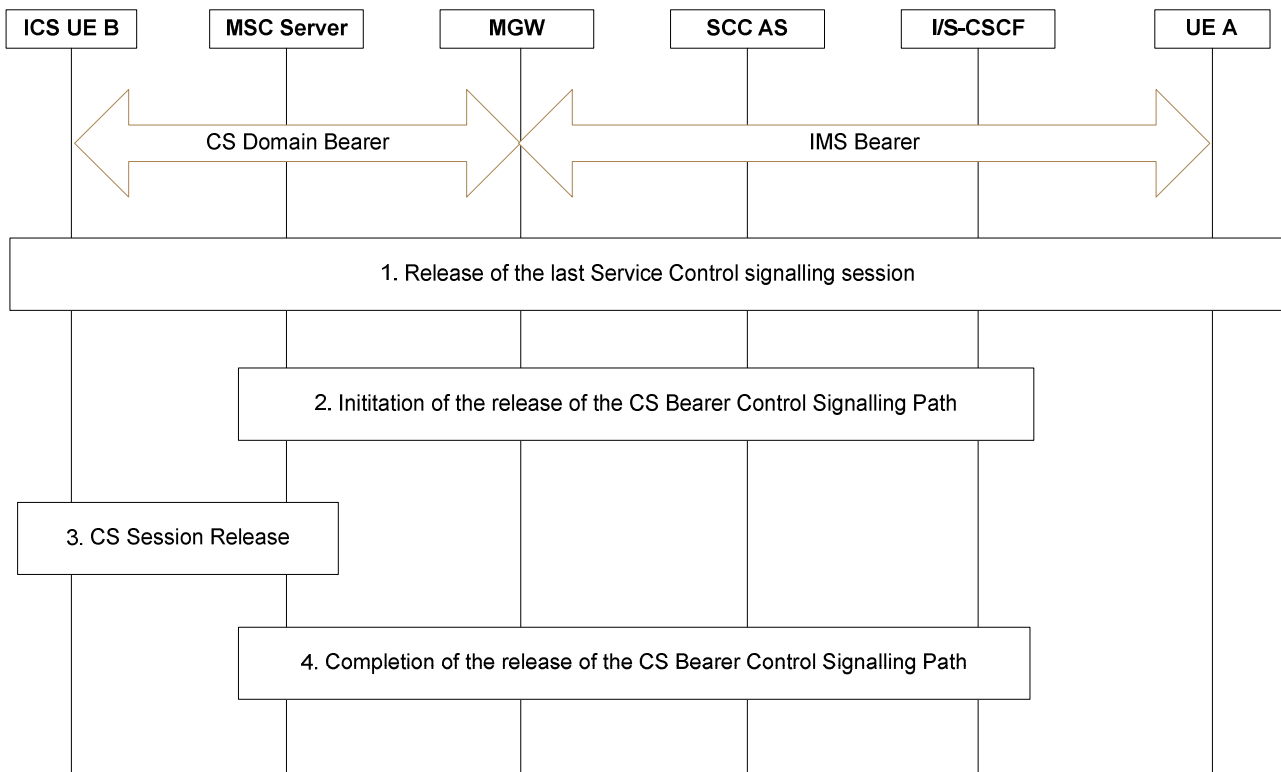 ICS UE B
MSC Server
MGW
SCC AS
I/S-CSCF
UE A
CS Domain Bearer
IMS Bearer
1. Release of the last Service Control signalling session
2. Inititation of the release of the CS Bearer Control Signalling Path
3. CS Session Release
4. Completion of the release of the CS Bearer Control Signalling Path